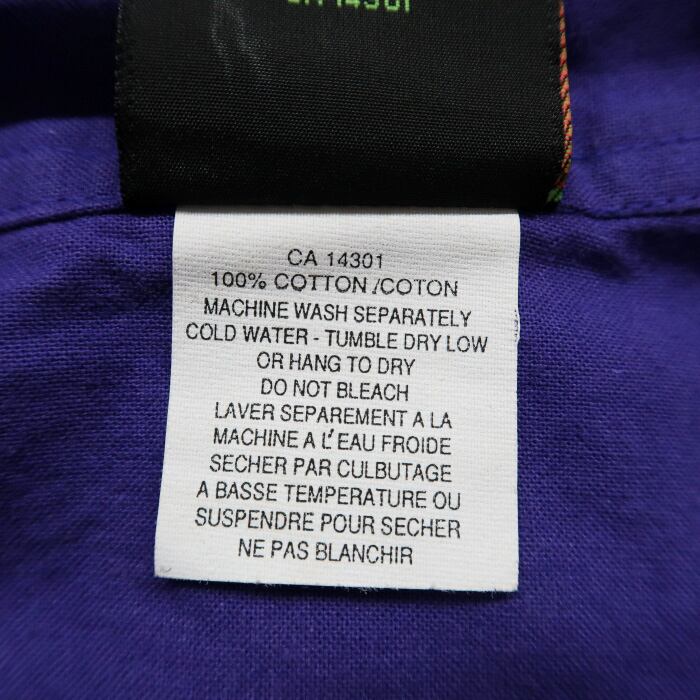 CA 14301
CA 14301
100% COTTON /COTON
MACHINE WASH SEPARATELY
COLD WATER - TUMBLE DRY LOW
OR HANG TO DRY
DO NOT BLEACH
LAVER SEPAREMENT A LA
MACHINE A L'EAU FROIDE
SECHER PAR CULBUTAGE
A BASSE TEMPERATURE OU
SUSPENDRE POUR SECHER
NE PAS BLANCHIR